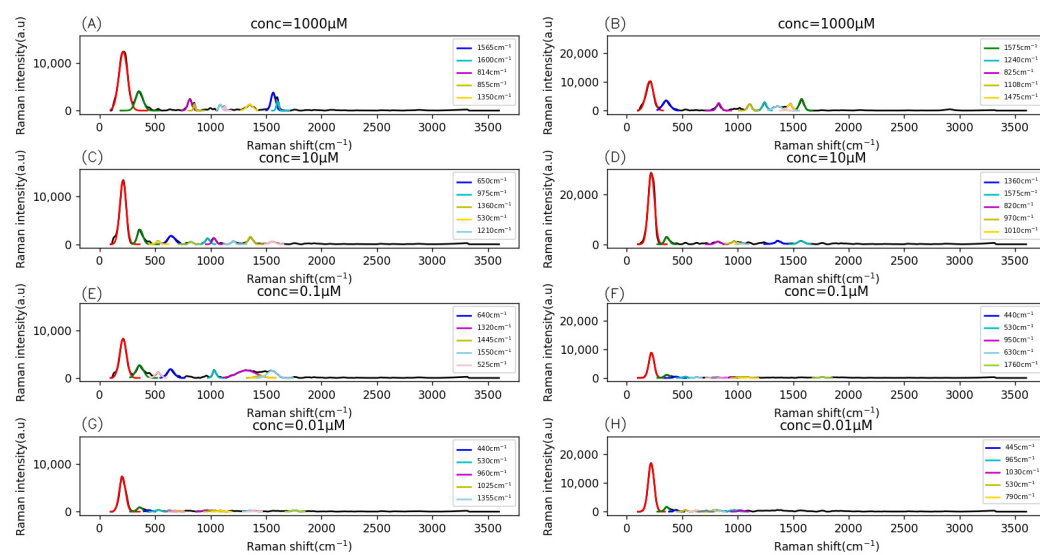 (A)
conc=1000μM
Raman intensity(a.u)
10,000
0
1565cm⁻¹
1600cm⁻¹
814cm⁻¹
855cm⁻¹
1350cm⁻¹
0 500 1000 1500 2000 2500 3000 3500
Raman shift(cm⁻¹)
(B)
conc=1000μM
Raman intensity(a.u)
20,000
10,000
0
1575cm⁻¹
1240cm⁻¹
825cm⁻¹
1108cm⁻¹
1475cm⁻¹
0 500 1000 1500 2000 2500 3000 3500
Raman shift(cm⁻¹)
(C)
conc=10μM
Raman intensity(a.u)
10,000
0
650cm⁻¹
975cm⁻¹
1360cm⁻¹
530cm⁻¹
1210cm⁻¹
0 500 1000 1500 2000 2500 3000 3500
Raman shift(cm⁻¹)
(D)
conc=10μM
Raman intensity(a.u)
20,000
0
1360cm⁻¹
1575cm⁻¹
820cm⁻¹
970cm⁻¹
1010cm⁻¹
0 500 1000 1500 2000 2500 3000 3500
Raman shift(cm⁻¹)
(E)
conc=0.1μM
Raman intensity(a.u)
10,000
0
640cm⁻¹
1320cm⁻¹
1445cm⁻¹
1550cm⁻¹
525cm⁻¹
0 500 1000 1500 2000 2500 3000 3500
Raman shift(cm⁻¹)
(F)
conc=0.1μM
Raman intensity(a.u)
20,000
10,000
0
440cm⁻¹
530cm⁻¹
950cm⁻¹
630cm⁻¹
1760cm⁻¹
0 500 1000 1500 2000 2500 3000 3500
Raman shift(cm⁻¹)
(G)
conc=0.01μM
Raman intensity(a.u)
10,000
0
440cm⁻¹
530cm⁻¹
960cm⁻¹
1025cm⁻¹
1355cm⁻¹
0 500 1000 1500 2000 2500 3000 3500
Raman shift(cm⁻¹)
(H)
conc=0.01μM
Raman intensity(a.u)
20,000
10,000
0
445cm⁻¹
965cm⁻¹
1030cm⁻¹
530cm⁻¹
790cm⁻¹
0 500 1000 1500 2000 2500 3000 3500
Raman shift(cm⁻¹)